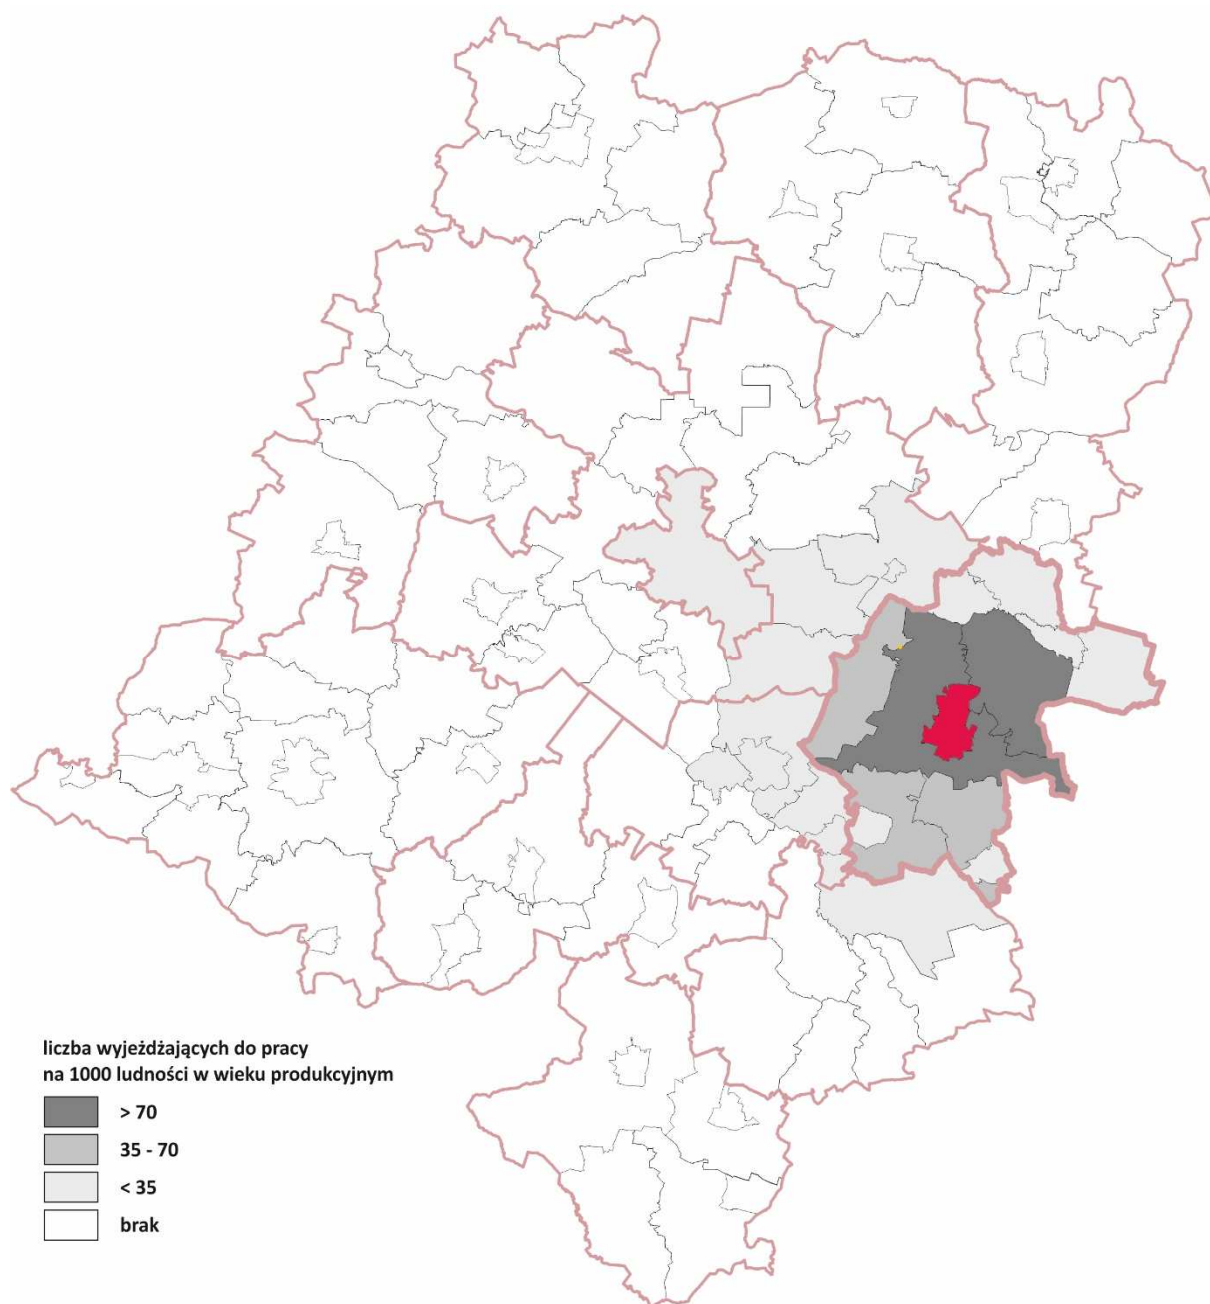 liczba wyjeżdżających do pracy
na 1000 ludności w wieku produkcyjnym
> 70
35 - 70
< 35
brak